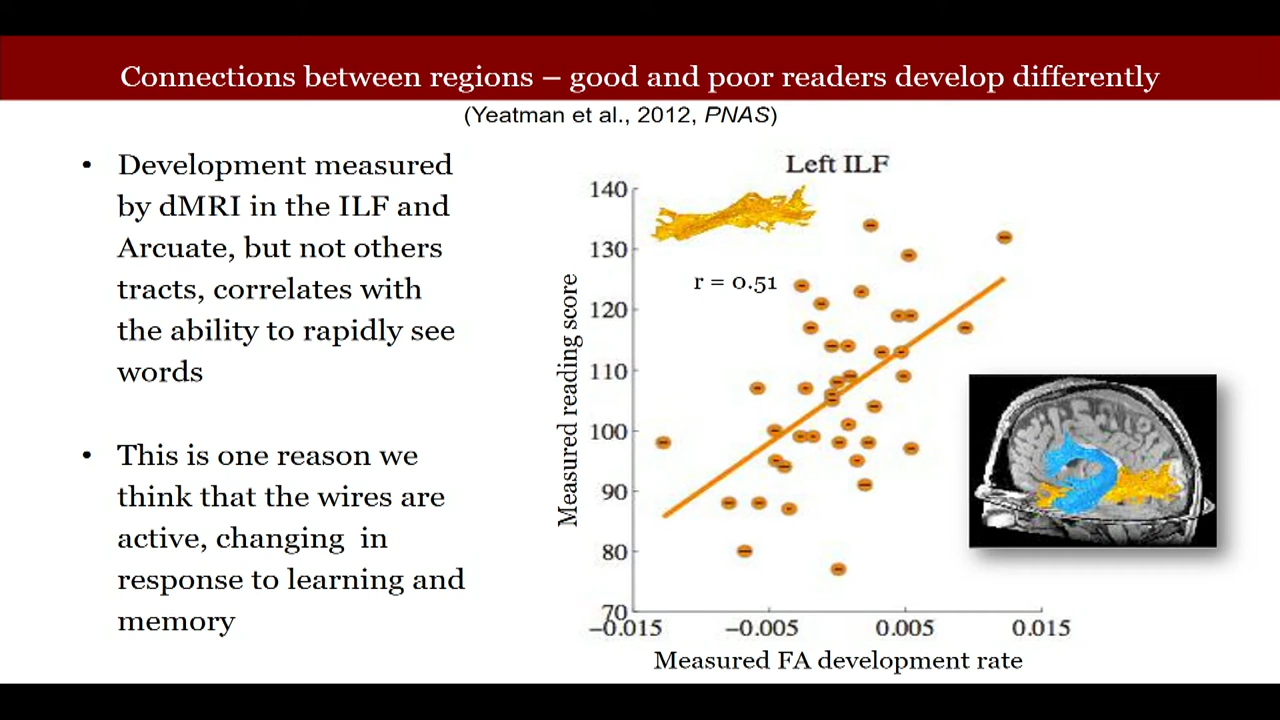 Connections between regions – good and poor readers develop differently
(Yeatman et al., 2012, PNAS)
• Development measured
by dMRI in the ILF and
Arcuate, but not others
tracts, correlates with
the ability to rapidly see
words
• This is one reason we
think that the wires are
active, changing in
response to learning and
memory
Left ILF
140
130
r = 0.51
120
110
100
90
80
70
Measured reading score
−0.015 −0.005 0.005 0.015
Measured FA development rate